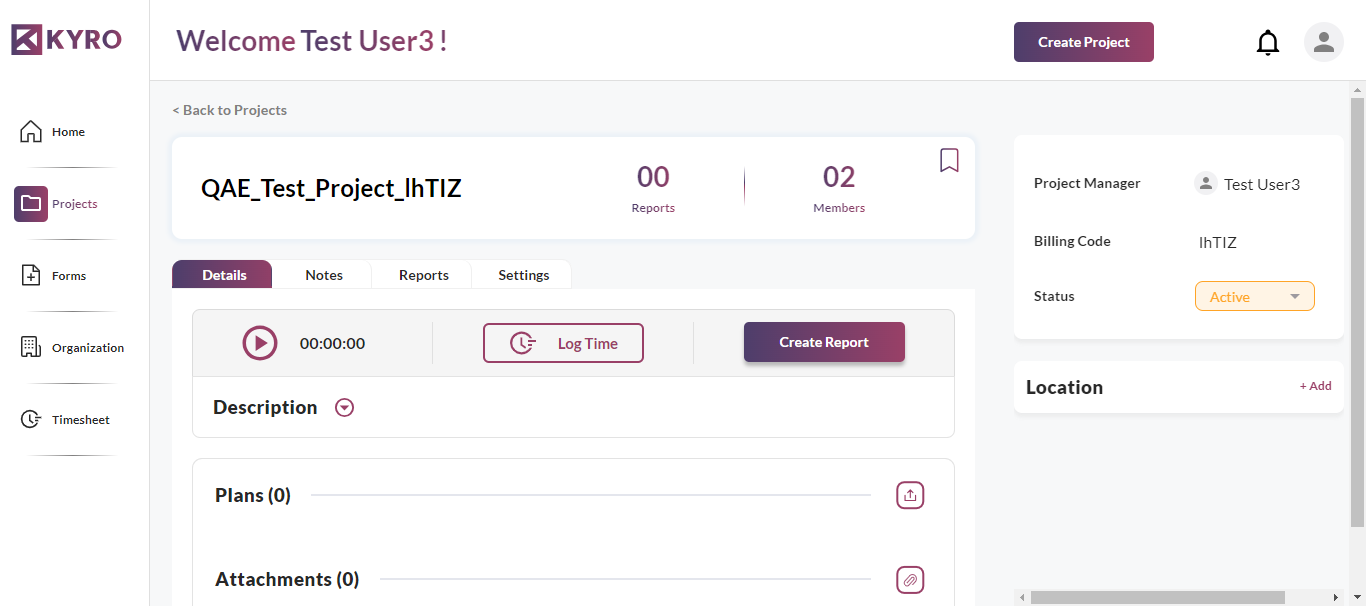 KYRO
Welcome Test User3 !
Create Project
Home
Projects
Forms
Organization
Timesheet
< Back to Projects
QAE_Test_Project_lhTIZ
00
Reports
02
Members
Details
Notes
Reports
Settings
00:00:00
Log Time
Create Report
Description
Plans (0)
Attachments (0)
Project Manager
Test User3
Billing Code
lhTIZ
Status
Active
Location
+ Add